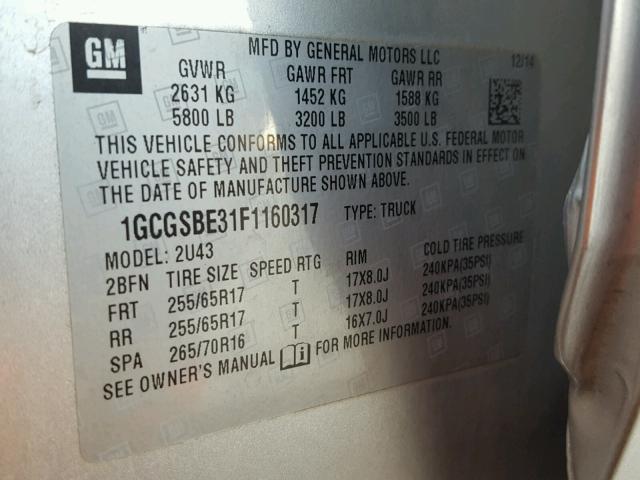 GM
MFD BY GENERAL MOTORS LLC
12/14
GVWR GAWR FRT GAWR RR
2631 KG 1452 KG 1588 KG
5800 LB 3200 LB 3500 LB
THIS VEHICLE CONFORMS TO ALL APPLICABLE U.S. FEDERAL MOTOR
VEHICLE SAFETY AND THEFT PREVENTION STANDARDS IN EFFECT ON
THE DATE OF MANUFACTURE SHOWN ABOVE.
1GCGSBE31F1160317 TYPE: TRUCK
MODEL: 2U43
2BFN TIRE SIZE SPEED RTG RIM COLD TIRE PRESSURE
FRT 255/65R17 T 17X8.0J 240KPA(35PSI)
RR 255/65R17 T 17X8.0J 240KPA(35PSI)
SPA 265/70R16 T 16X7.0J 240KPA(35PSI)
SEE OWNER'S MANUAL FOR MORE INFORMATION.